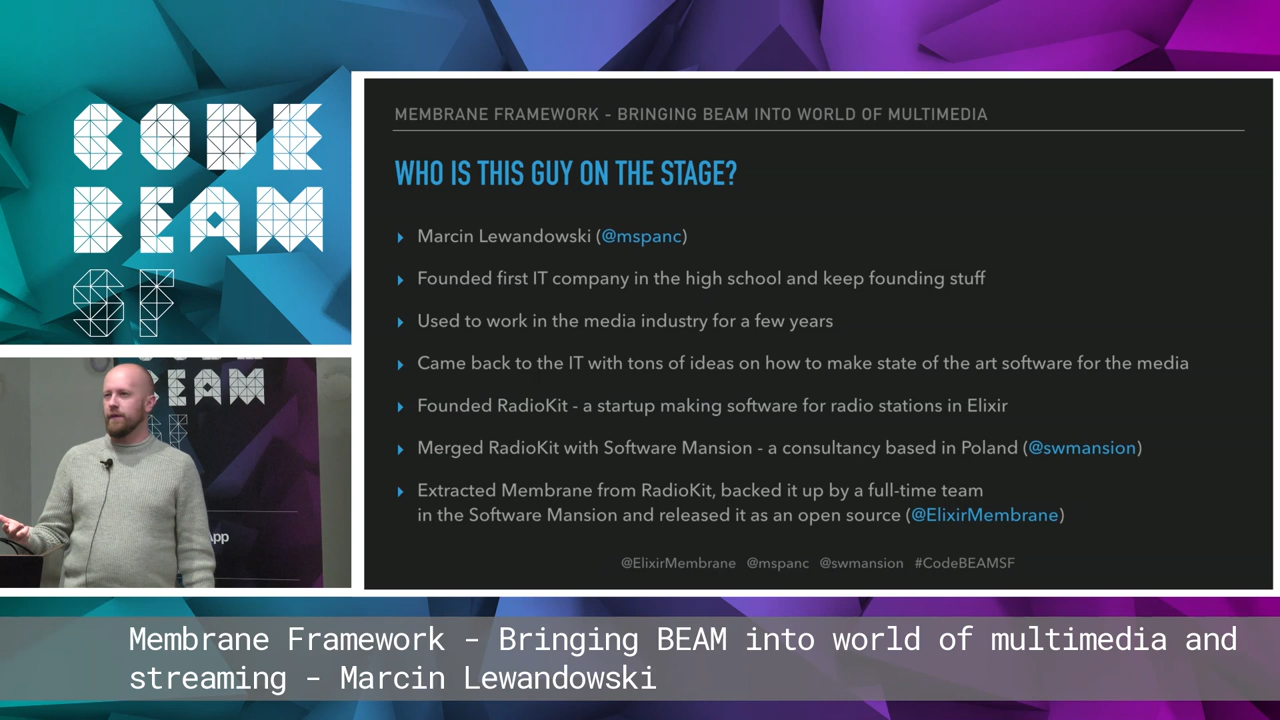 CODE
BEAM
SF
MEMBRANE FRAMEWORK - BRINGING BEAM INTO WORLD OF MULTIMEDIA
WHO IS THIS GUY ON THE STAGE?
Marcin Lewandowski (@mspanc)
Founded first IT company in the high school and keep founding stuff
Used to work in the media industry for a few years
Came back to the IT with tons of ideas on how to make state of the art software for the media
Founded RadioKit - a startup making software for radio stations in Elixir
Merged RadioKit with Software Mansion - a consultancy based in Poland (@swmansion)
Extracted Membrane from RadioKit, backed it up by a full-time team
in the Software Mansion and released it as an open source (@ElixirMembrane)
@ElixirMembrane @mspanc @swmansion #CodeBEAMSF
BEAM
SF
App
Membrane Framework - Bringing BEAM into world of multimedia and
streaming - Marcin Lewandowski